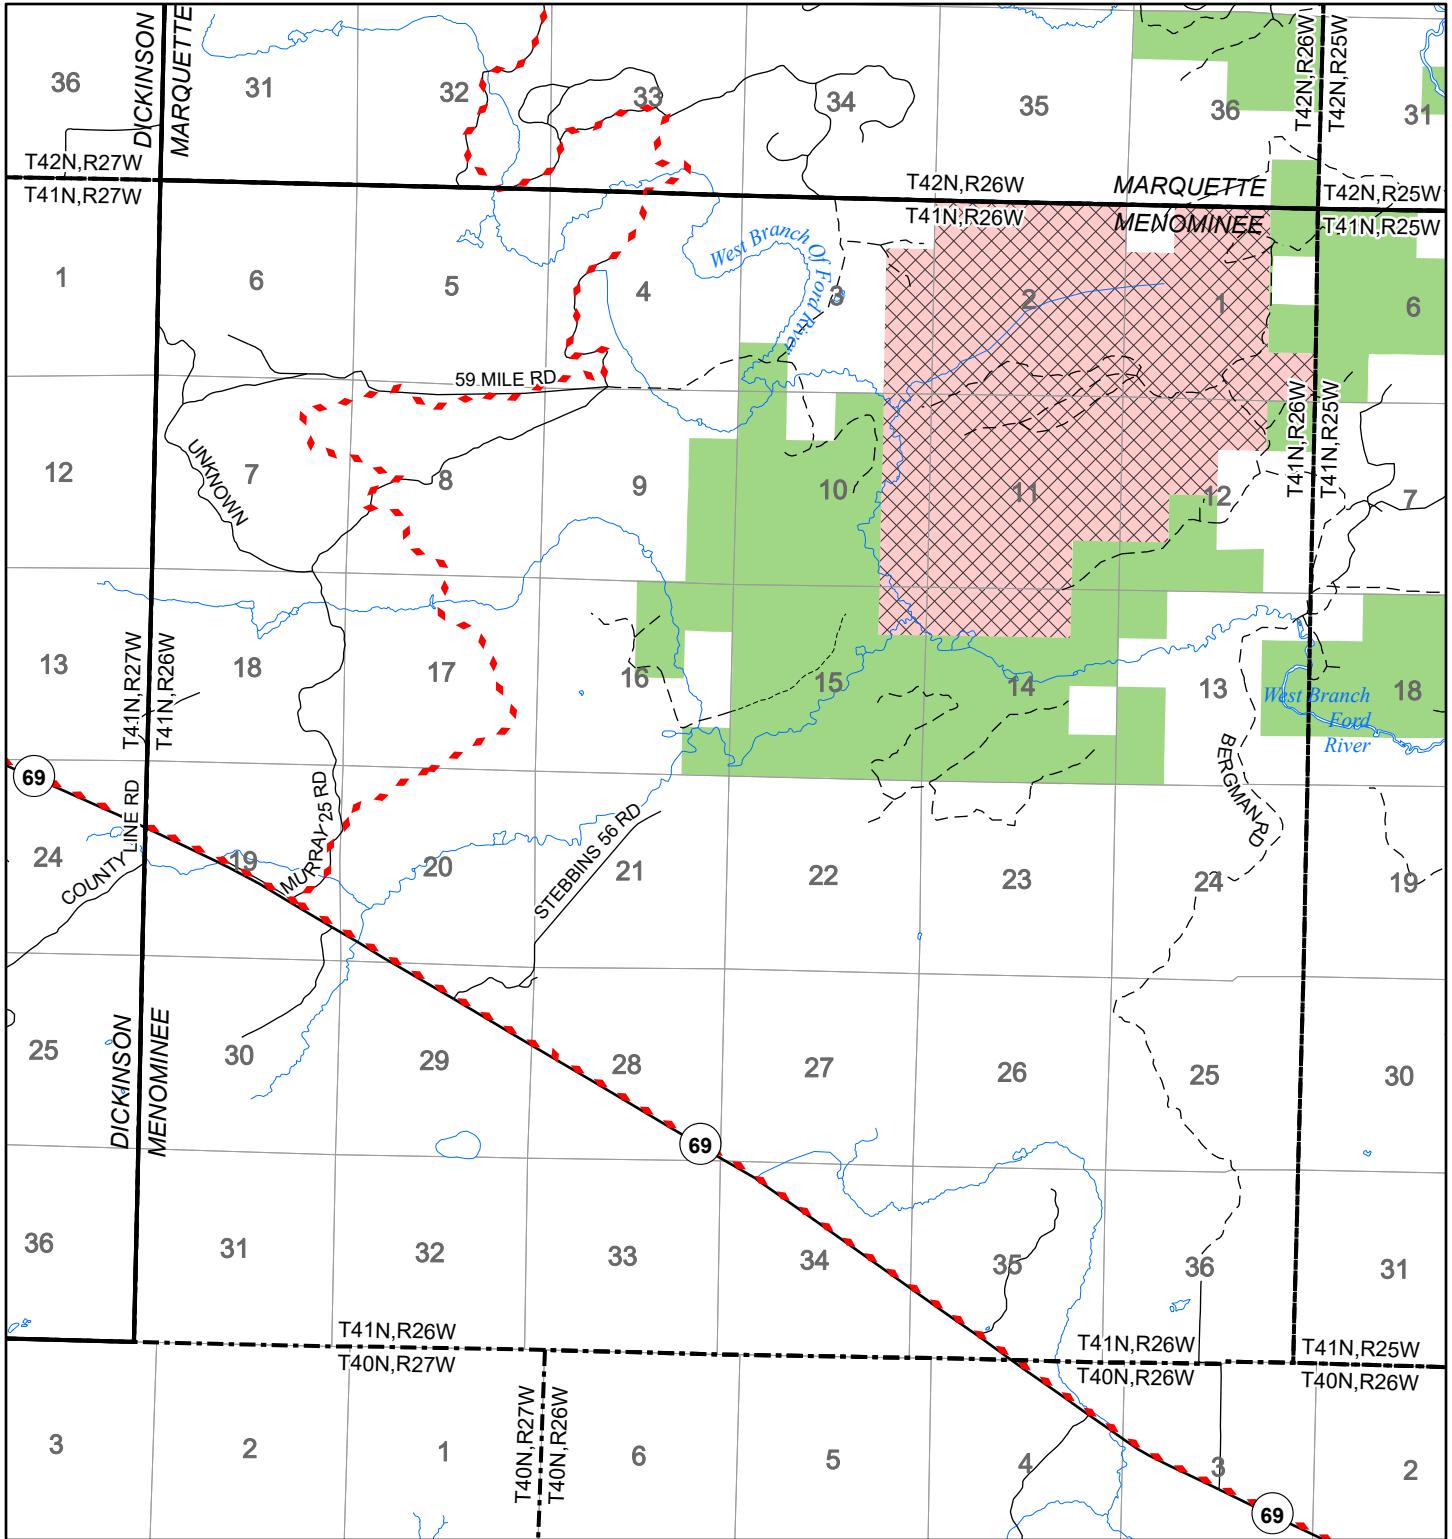 DICKINSON
MARQUETTE
36
31
32
33
34
35
36
T42N,R26W
T42N,R25W
31
T42N,R27W
T41N,R27W
T42N,R26W
T41N,R26W
MARQUETTE
MENOMINEE
T42N,R25W
T41N,R25W
1
6
5
4
West Branch Of Ford River
3
2
1
6
59 MILE RD
T41N,R26W
T41N,R25W
12
UNKNOWN
7
8
9
10
11
12
7
13
T41N,R27W
T41N,R26W
18
17
16
15
14
13
West Branch
Ford
River
18
69
BERGMAN RD
24
COUNTY LINE RD
19
MURRAY 25 RD
20
STEBBINS 56 RD
21
22
23
24
19
25
DICKINSON
MENOMINEE
30
29
28
27
26
25
30
69
36
31
32
33
34
35
36
31
T41N,R26W
T40N,R27W
T41N,R26W
T40N,R26W
T41N,R25W
T40N,R26W
3
2
1
T40N,R27W
T40N,R26W
6
5
4
3
2
69